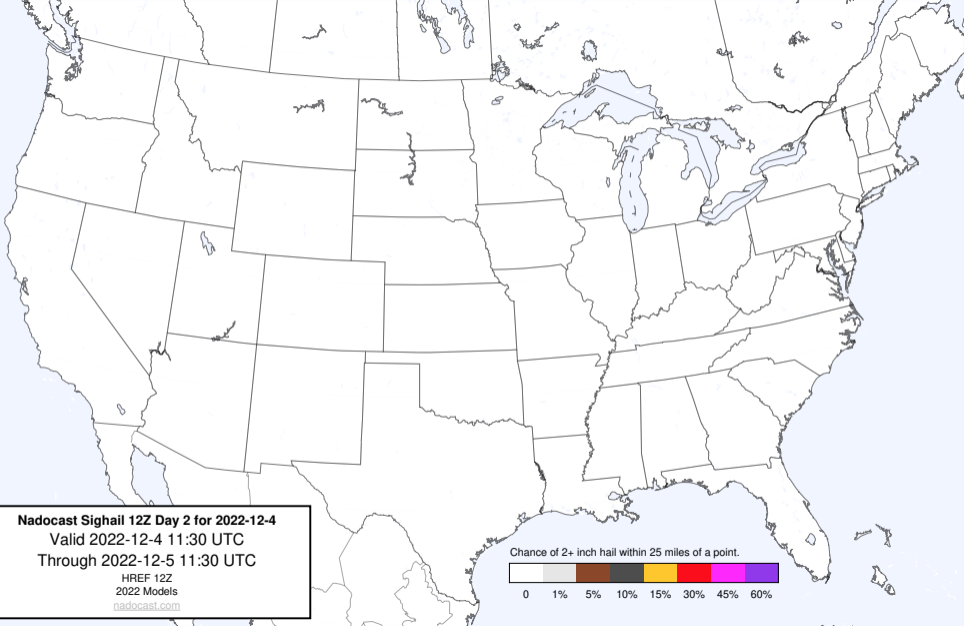 Nadocast Sighail 12Z Day 2 for 2022-12-4
Valid 2022-12-4 11:30 UTC
Through 2022-12-5 11:30 UTC
HREF 12Z
2022 Models
nadocast.com
Chance of 2+ inch hail within 25 miles of a point.
0 1% 5% 10% 15% 30% 45% 60%